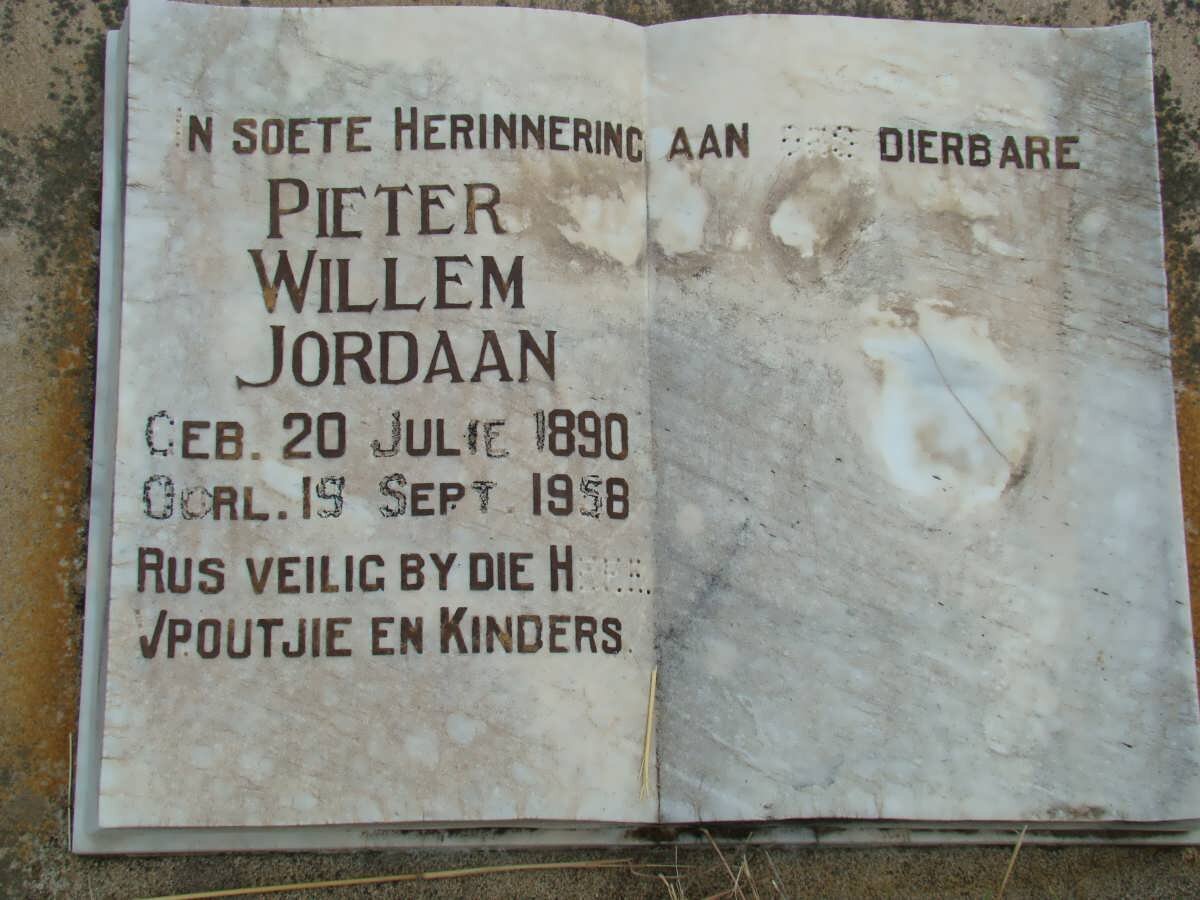 IN SOETE HERINNERING AAN DIERBARE
PIETER
WILLEM
JORDAAN
GEB. 20 JULIE 1890
OORL. 19 SEPT. 1958
RUS VEILIG BY DIE HEER.
VROUTJIE EN KINDERS.